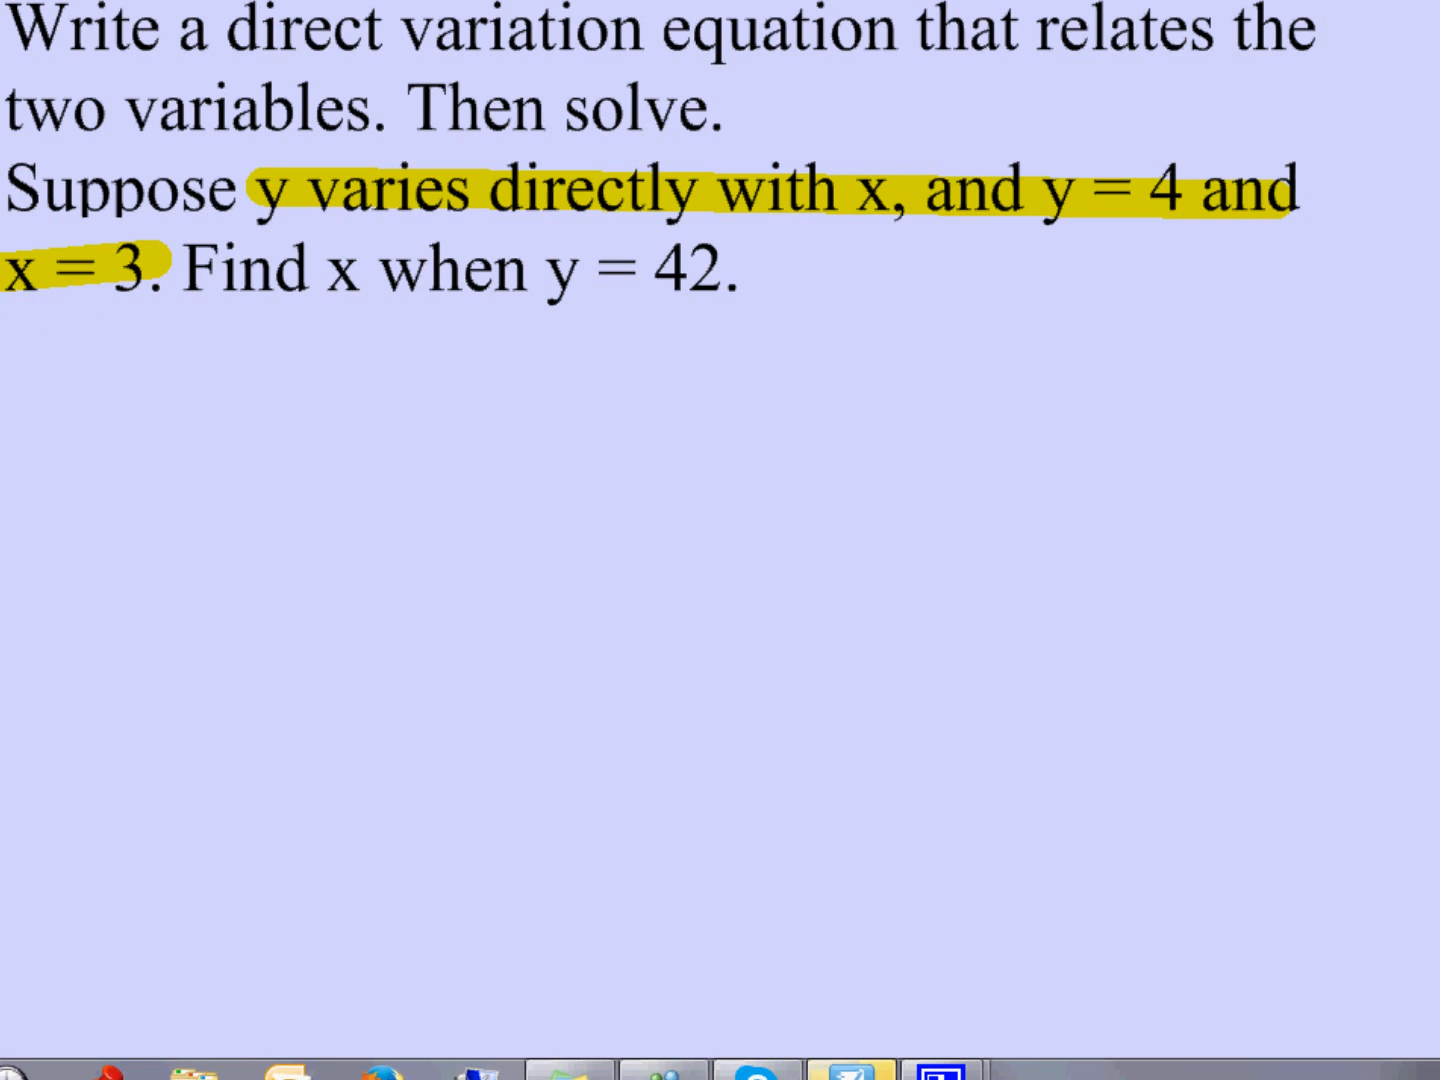 Write a direct variation equation that relates the
two variables. Then solve.
Suppose y varies directly with x, and y = 4 and
x = 3. Find x when y = 42.